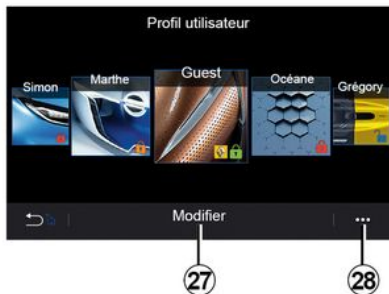 Profil utilisateur
Simon
Marthe
Guest
Océane
Grégory
Modifier
27
28